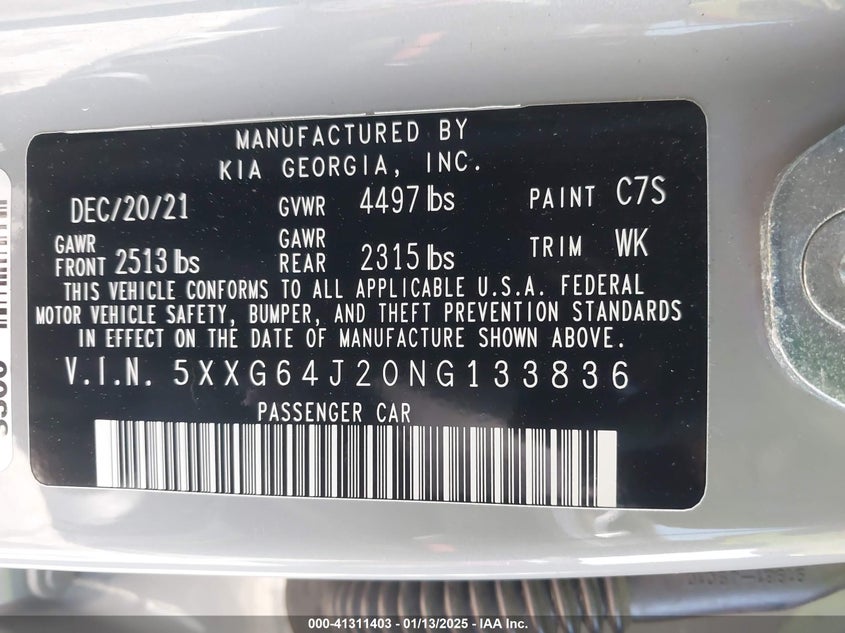 MANUFACTURED BY
KIA GEORGIA, INC.
DEC/20/21 GVWR 4497 lbs PAINT C7S
GAWR FRONT 2513 lbs GAWR REAR 2315 lbs TRIM WK
THIS VEHICLE CONFORMS TO ALL APPLICABLE U.S.A. FEDERAL
MOTOR VEHICLE SAFETY, BUMPER, AND THEFT PREVENTION STANDARDS
IN EFFECT ON THE DATE OF MANUFACTURE SHOWN ABOVE.
V.I.N. 5XXG64J20NG133836
PASSENGER CAR
000-41311403 - 01/13/2025 - IAA Inc.